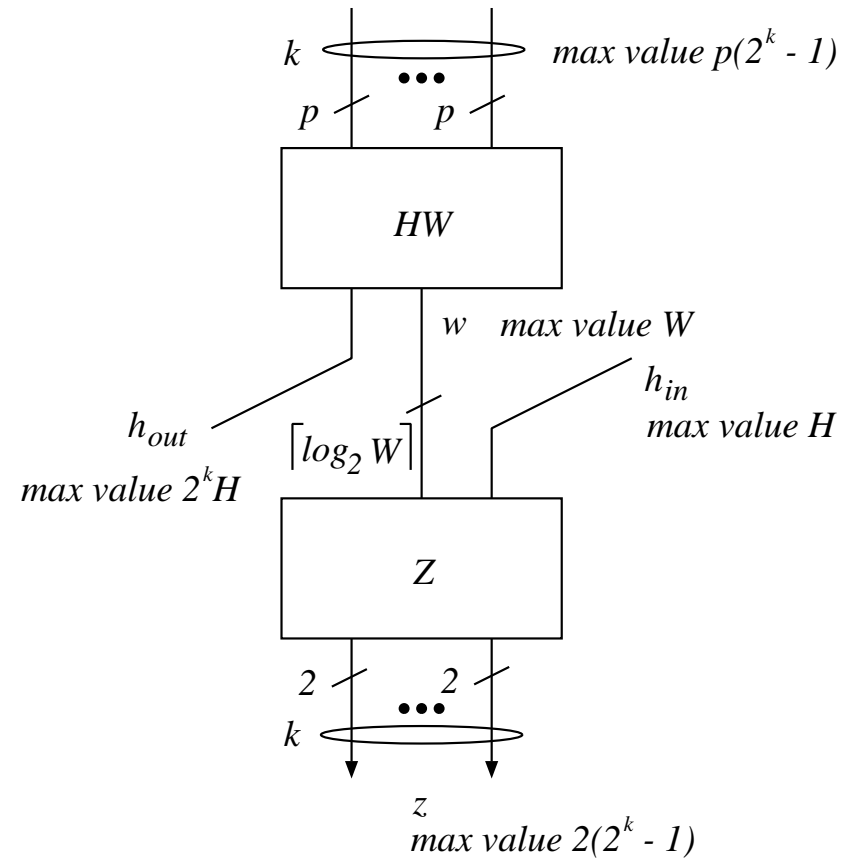 k max value p(2^k - 1)
p p
HW
w max value W
h_in
h_out max value H
⌈log_2 W⌉
max value 2^k H
Z
2 2
k
z
max value 2(2^k - 1)